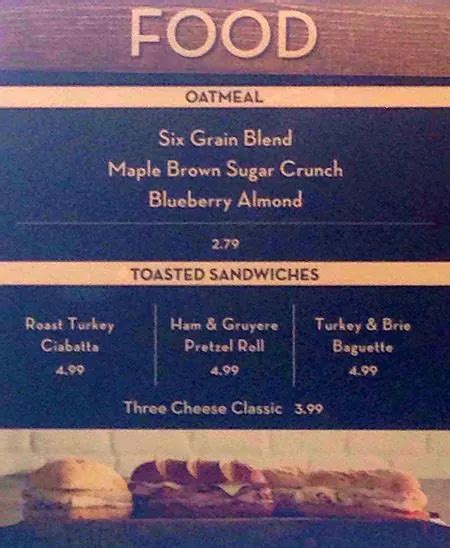 FOOD
OATMEAL
Six Grain Blend
Maple Brown Sugar Crunch
Blueberry Almond
2.79
TOASTED SANDWICHES
Roast Turkey
Ciabatta
4.99
Ham & Gruyere
Pretzel Roll
4.99
Turkey & Brie
Baguette
4.99
Three Cheese Classic 3.99